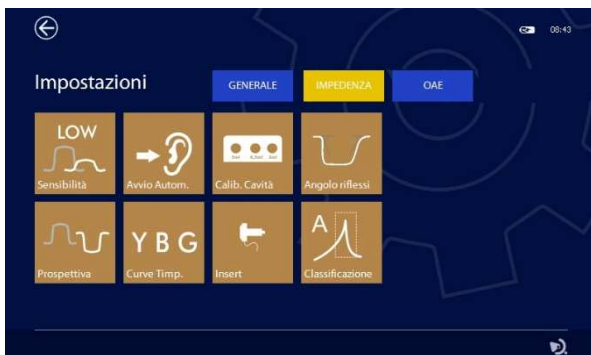 08:43
Impostazioni
GENERALE
IMPEDENZA
OAE
LOW
Sensibilità
Avvio Autom.
Calib. Cavità
Angolo riflessi
Prospettiva
Y B G
Curve Timp.
Insert
A
Classificazione